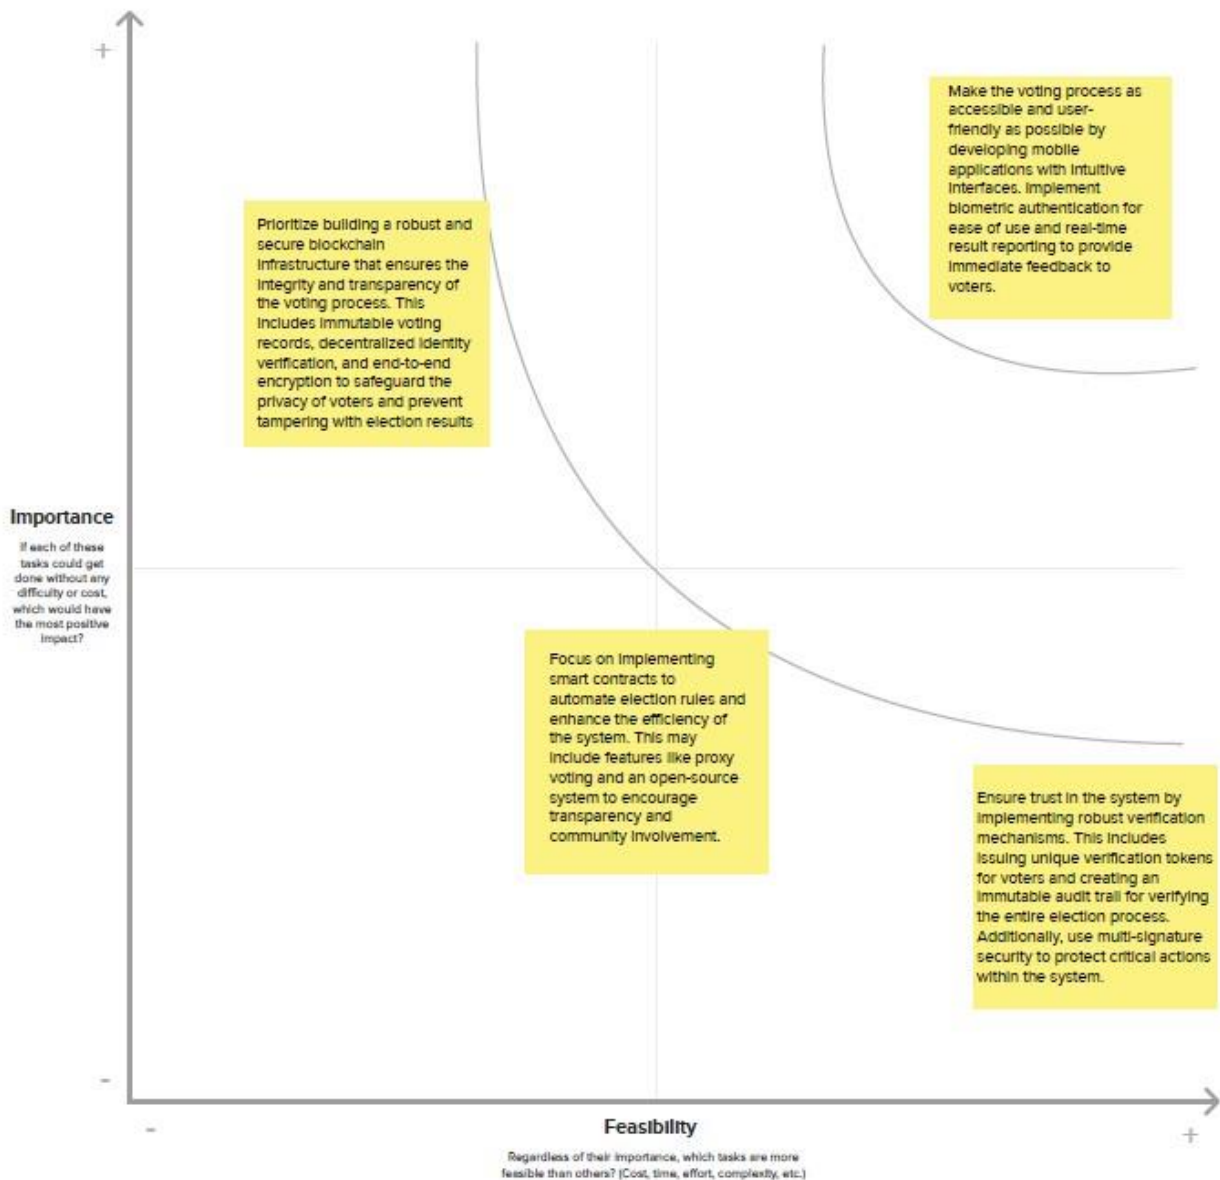 +
Make the voting process as
accessible and user-
friendly as possible by
developing mobile
applications with intuitive
interfaces. Implement
biometric authentication for
ease of use and real-time
result reporting to provide
immediate feedback to
voters.
Prioritize building a robust and
secure blockchain
infrastructure that ensures the
integrity and transparency of
the voting process. This
includes immutable voting
records, decentralized identity
verification, and end-to-end
encryption to safeguard the
privacy of voters and prevent
tampering with election results
Importance
If each of these
tasks could get
done without any
difficulty or cost,
which would have
the most positive
impact?
Focus on implementing
smart contracts to
automate election rules and
enhance the efficiency of
the system. This may
include features like proxy
voting and an open-source
system to encourage
transparency and
community involvement.
Ensure trust in the system by
implementing robust verification
mechanisms. This includes
issuing unique verification tokens
for voters and creating an
immutable audit trail for verifying
the entire election process.
Additionally, use multi-signature
security to protect critical actions
within the system.
-
-
Feasibility
+
Regardless of their importance, which tasks are more
feasible than others? (Cost, time, effort, complexity, etc.)